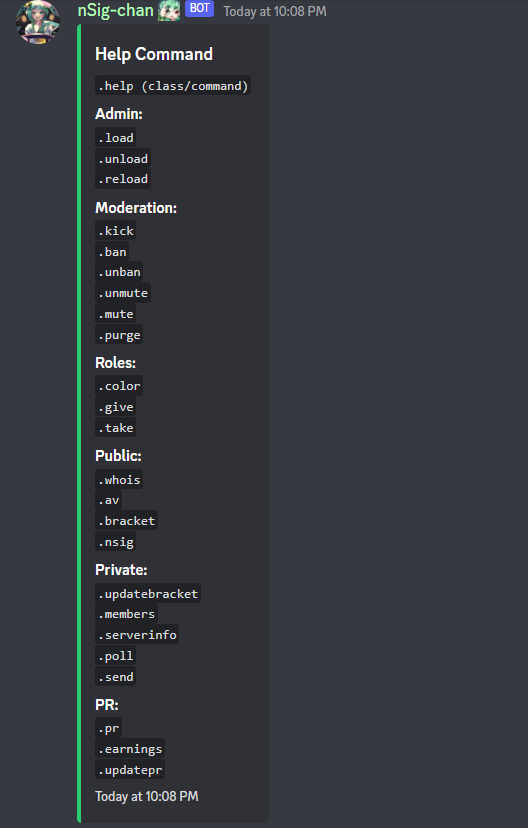 nSig-chan BOT Today at 10:08 PM
Help Command
.help (class/command)
Admin:
.load
.unload
.reload
Moderation:
.kick
.ban
.unban
.unmute
.mute
.purge
Roles:
.color
.give
.take
Public:
.whois
.av
.bracket
.nsig
Private:
.updatebracket
.members
.serverinfo
.poll
.send
PR:
.pr
.earnings
.updatepr
Today at 10:08 PM